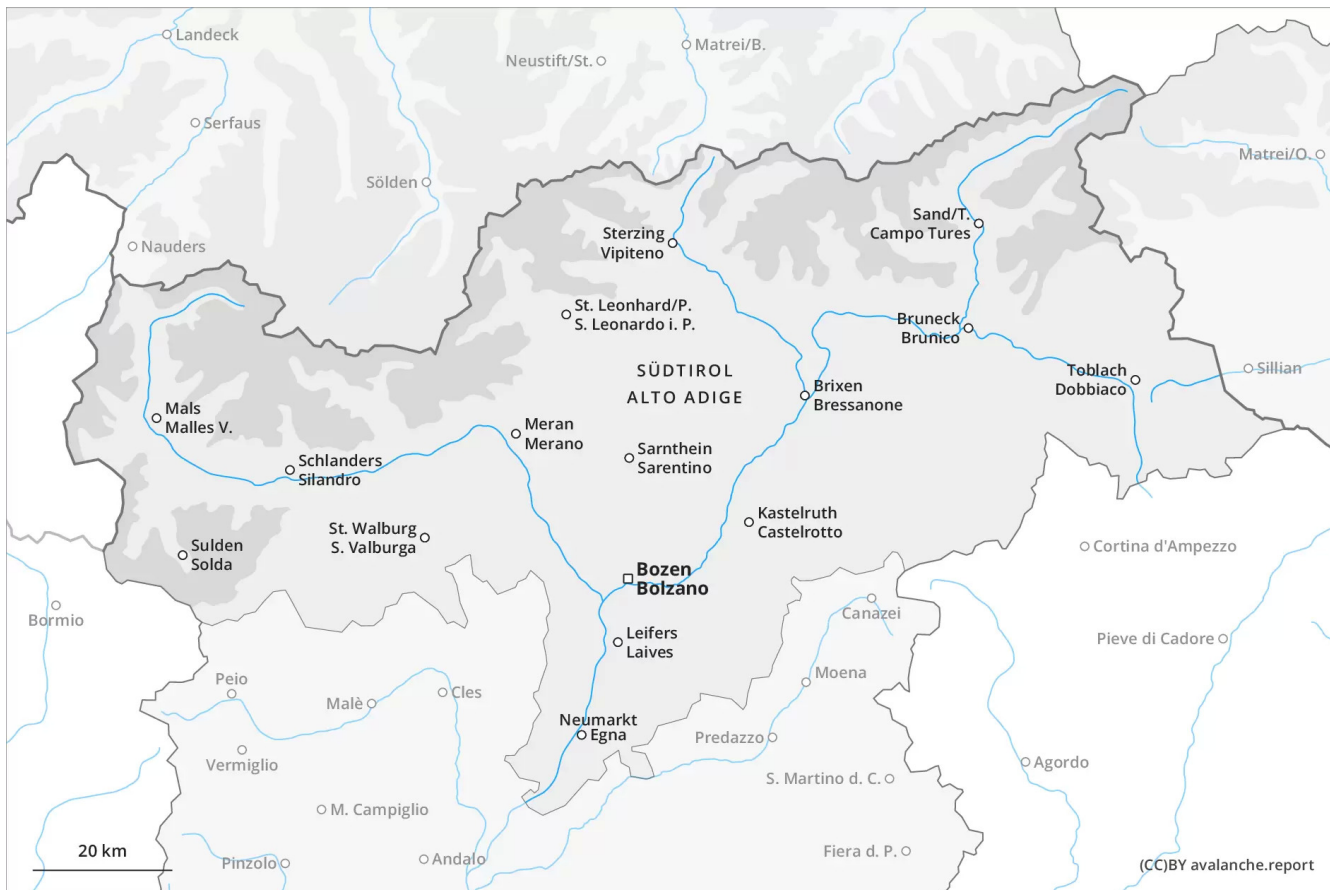 Landeck
Matrei/B.
Neustift/St.
Serfaus
Matrei/O.
Sölden
Sand/T.
Campo Tures
Sterzing
Vipiteno
Nauders
St. Leonhard/P.
S. Leonardo i. P.
Bruneck
Brunico
SÜDTIROL
ALTO ADIGE
Toblach
Dobbiaco
Sillian
Brixen
Bressanone
Mals
Malles V.
Meran
Merano
Sarnthein
Sarentino
Schlanders
Silandro
Kastelruth
Castelrotto
St. Walburg
S. Valburga
Sulden
Solda
Cortina d'Ampezzo
Bozen
Bolzano
Bormio
Canazei
Leifers
Laives
Pieve di Cadore
Peio
Malè
Cles
Moena
Neumarkt
Egna
Predazzo
Vermiglio
Agordo
S. Martino d. C.
M. Campiglio
20 km
Pinzolo
Andalo
Fiera d. P.
(CC)BY avalanche.report